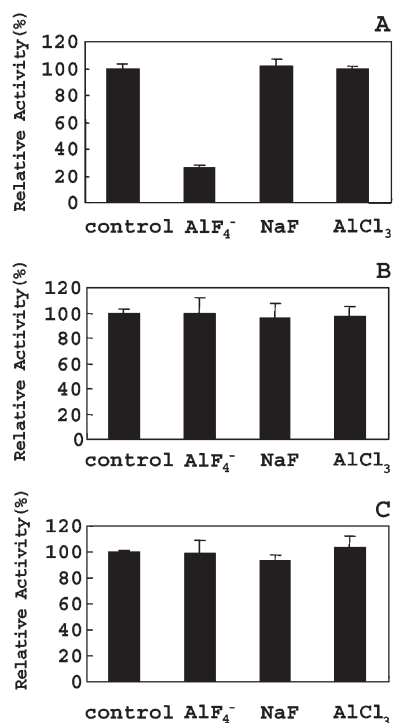 A
Relative Activity(%)
120
100
80
60
40
20
0
control AlF₄⁻ NaF AlCl₃
B
Relative Activity(%)
120
100
80
60
40
20
0
control AlF₄⁻ NaF AlCl₃
C
Relative Activity(%)
120
100
80
60
40
20
0
control AlF₄⁻ NaF AlCl₃